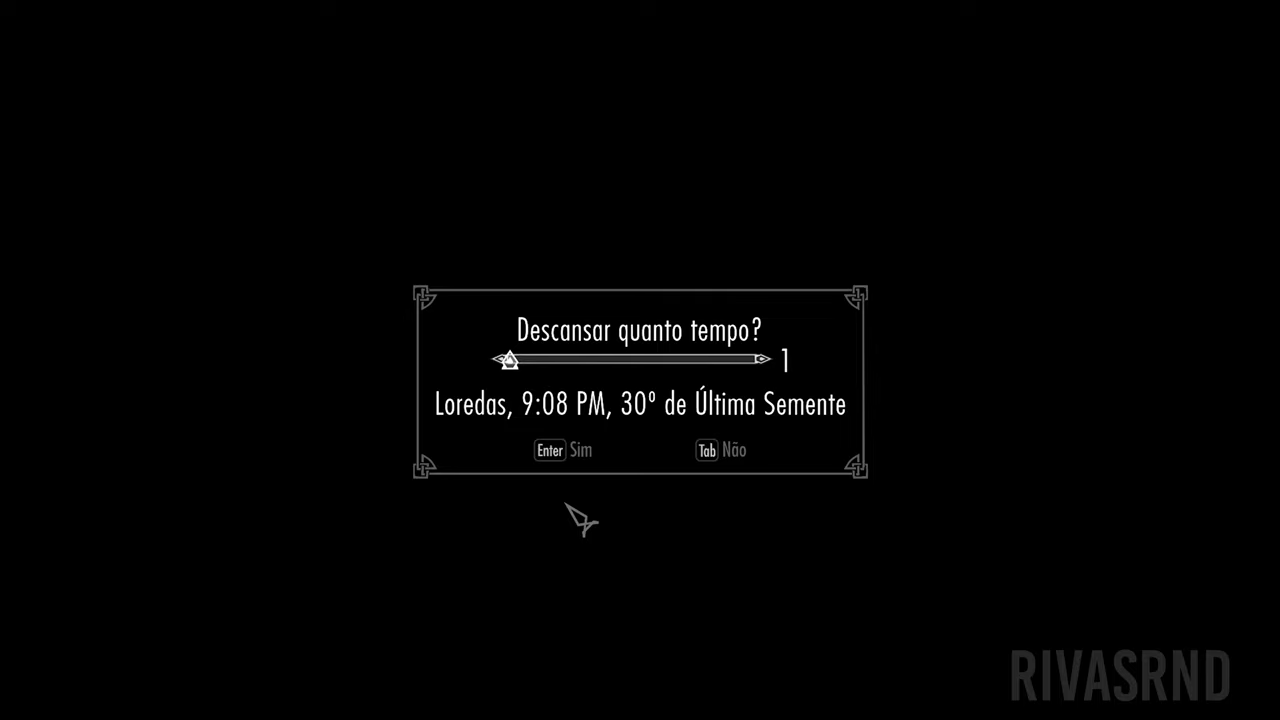 Descansar quanto tempo?
1
Loredas, 9:08 PM, 30º de Última Semente
Enter Sim Tab Não
RIVASRND